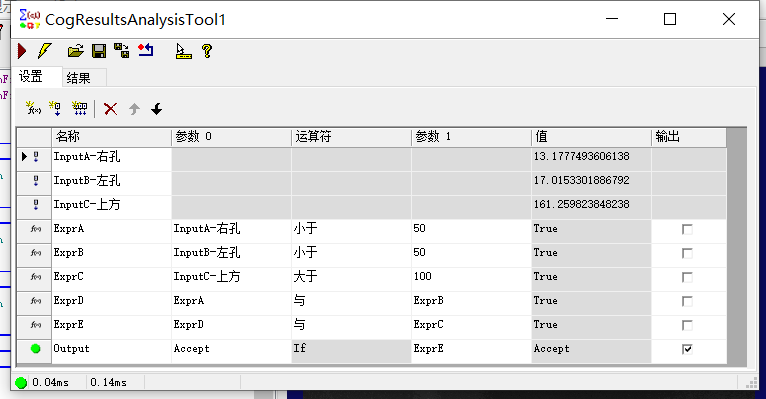 CogResultsAnalysisTool1
设置 结果
名称 参数 0 运算符 参数 1 值 输出
InputA-右孔 13.1777493606138
InputB-左孔 17.0153301886792
InputC-上方 161.259823848238
f(x) ExprA InputA-右孔 小于 50 True
f(x) ExprB InputB-左孔 小于 50 True
f(x) ExprC InputC-上方 大于 100 True
f(x) ExprD ExprA 与 ExprB True
f(x) ExprE ExprD 与 ExprC True
Output Accept If ExprE Accept
0.04ms 0.14ms